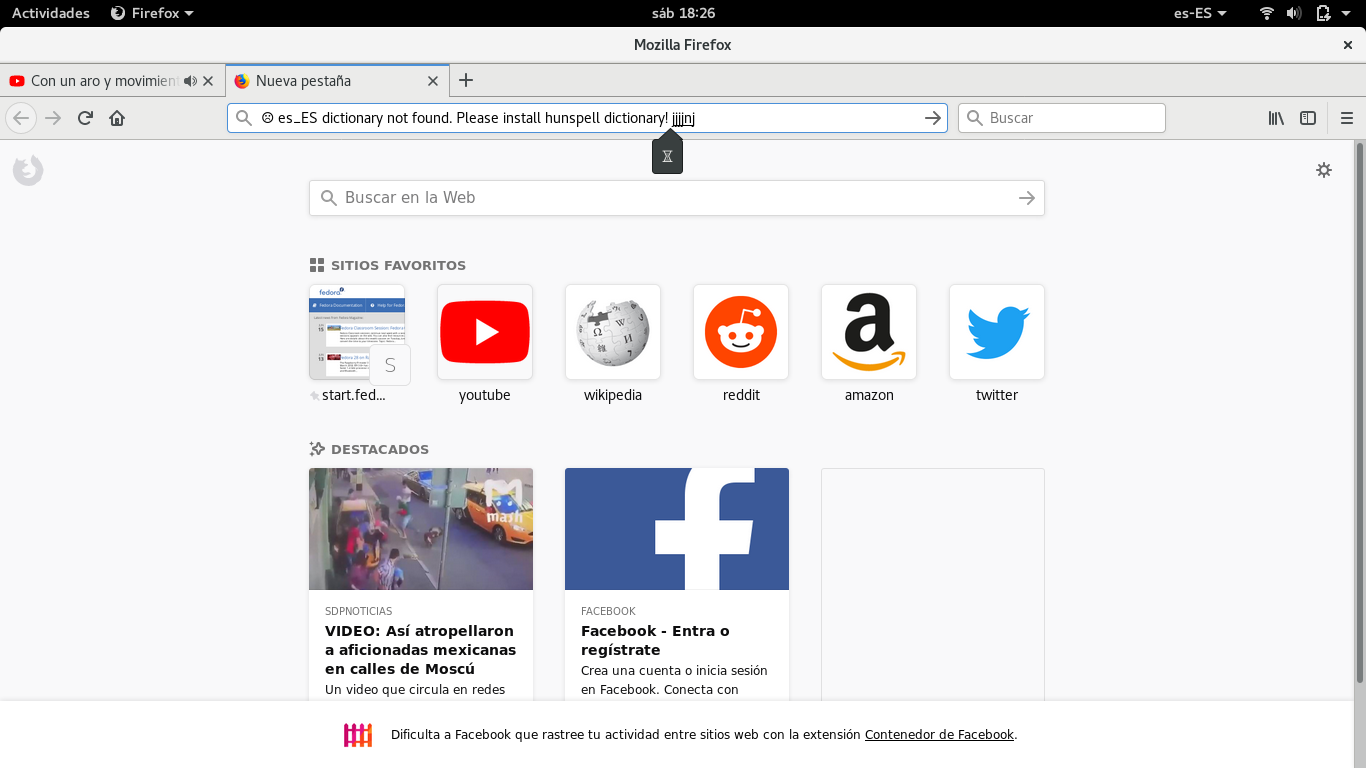 Actividades Firefox sáb 18:26 es-ES
Mozilla Firefox
Con un aro y movimien Nueva pestaña
☹ es_ES dictionary not found. Please install hunspell dictionary! jjjjnj Buscar
Buscar en la Web
SITIOS FAVORITOS
fedora
Fedora Documentation
S
start.fed... youtube wikipedia reddit amazon twitter
DESTACADOS
mash
SDPNOTICIAS
VIDEO: Así atropellaron
a aficionadas mexicanas
en calles de Moscú
Un video que circula en redes
FACEBOOK
Facebook - Entra o
regístrate
Crea una cuenta o inicia sesión
en Facebook. Conecta con
Dificulta a Facebook que rastree tu actividad entre sitios web con la extensión Contenedor de Facebook.